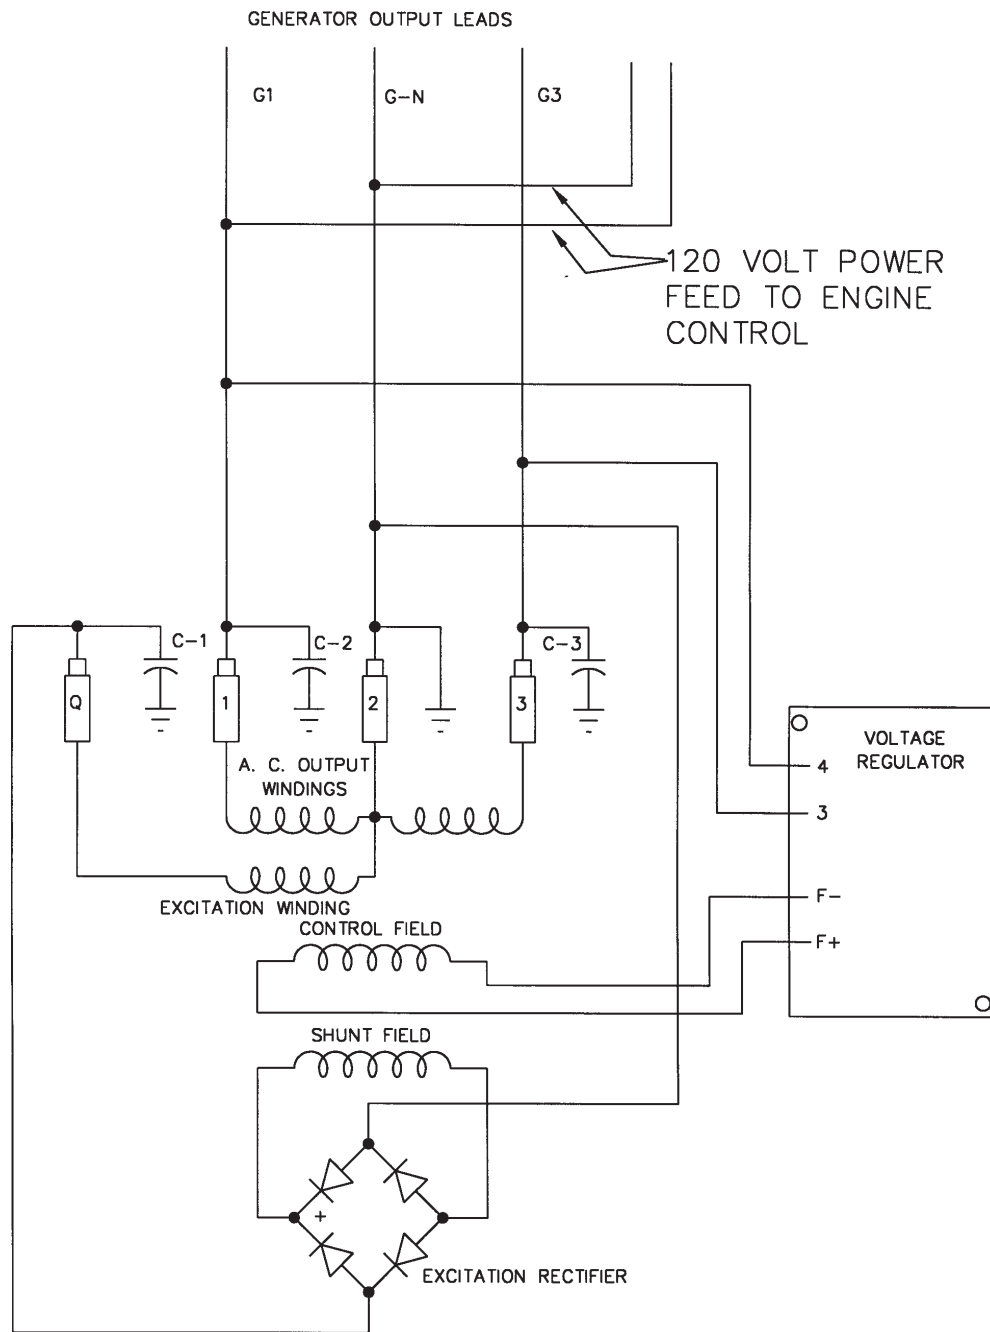 GENERATOR OUTPUT LEADS
G1
G-N
G3
120 VOLT POWER
FEED TO ENGINE
CONTROL
C-1
C-2
C-3
Q
1
2
3
A. C. OUTPUT
WINDINGS
VOLTAGE
REGULATOR
4
3
F-
F+
EXCITATION WINDING
CONTROL FIELD
SHUNT FIELD
+
EXCITATION RECTIFIER